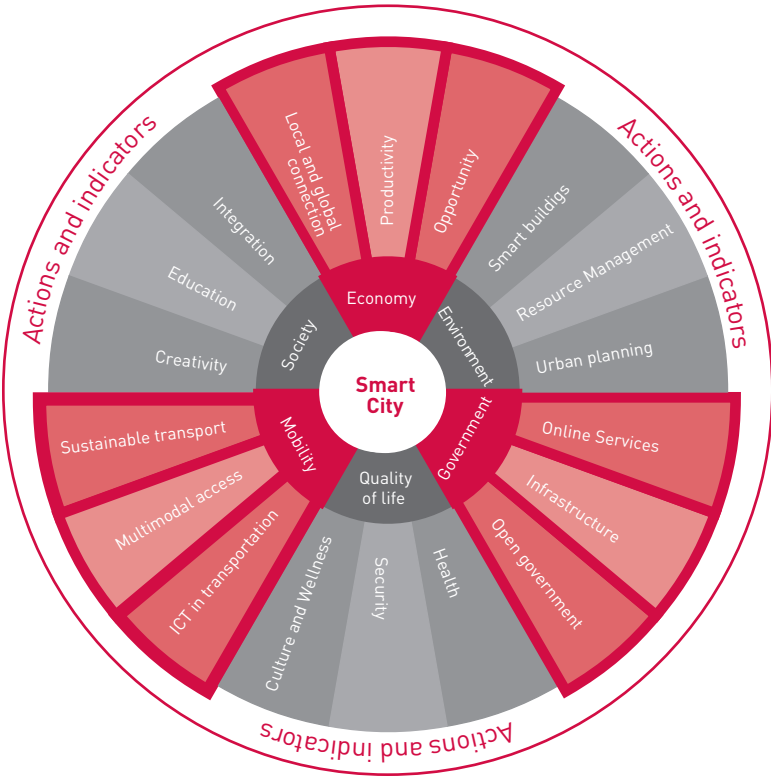 Actions and indicators
Actions and indicators
Actions and indicators
Smart
City
Economy
Local and global
connection
Productivity
Opportunity
Environment
Smart buildigs
Resource Management
Urban planning
Government
Online Services
Infrastructure
Open government
Quality
of life
Health
Security
Culture and Wellness
Mobility
ICT in transportation
Multimodal access
Sustainable transport
Society
Creativity
Education
Integration